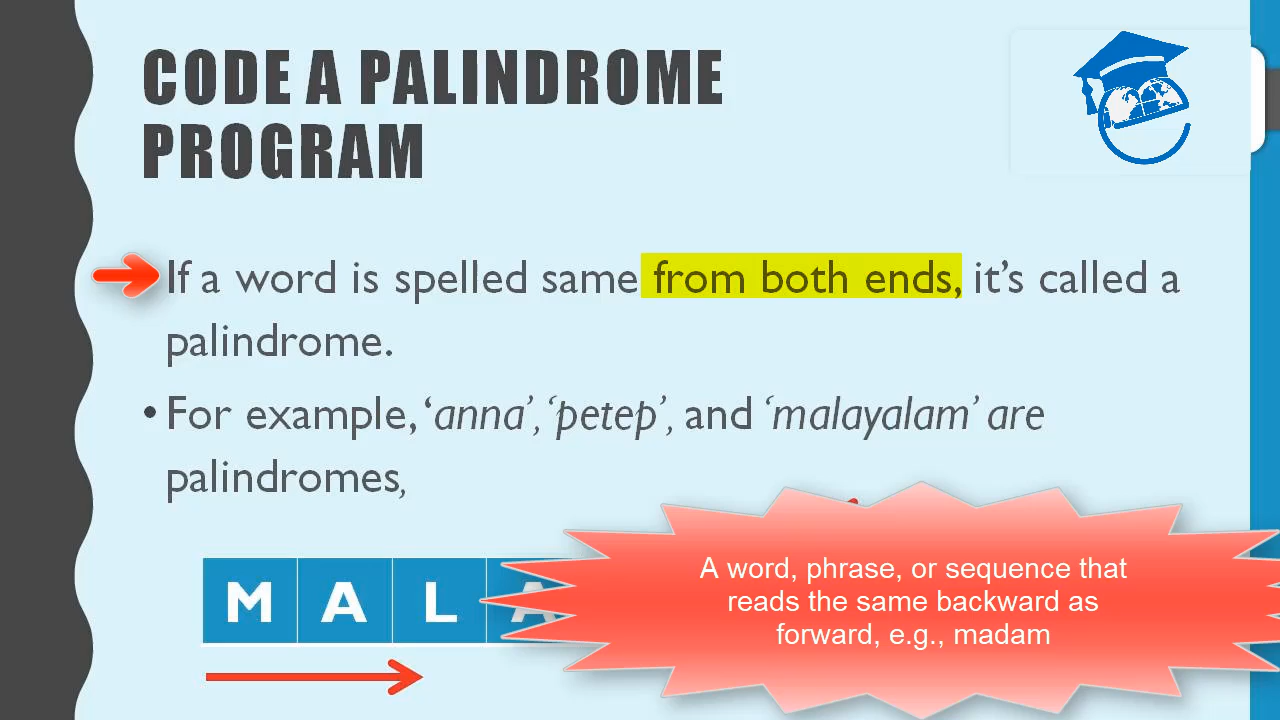 CODE A PALINDROME
PROGRAM
If a word is spelled same from both ends, it’s called a
palindrome.
• For example, ‘anna’, ‘petep’, and ‘malayalam’ are
palindromes,
M A L A
A word, phrase, or sequence that
reads the same backward as
forward, e.g., madam